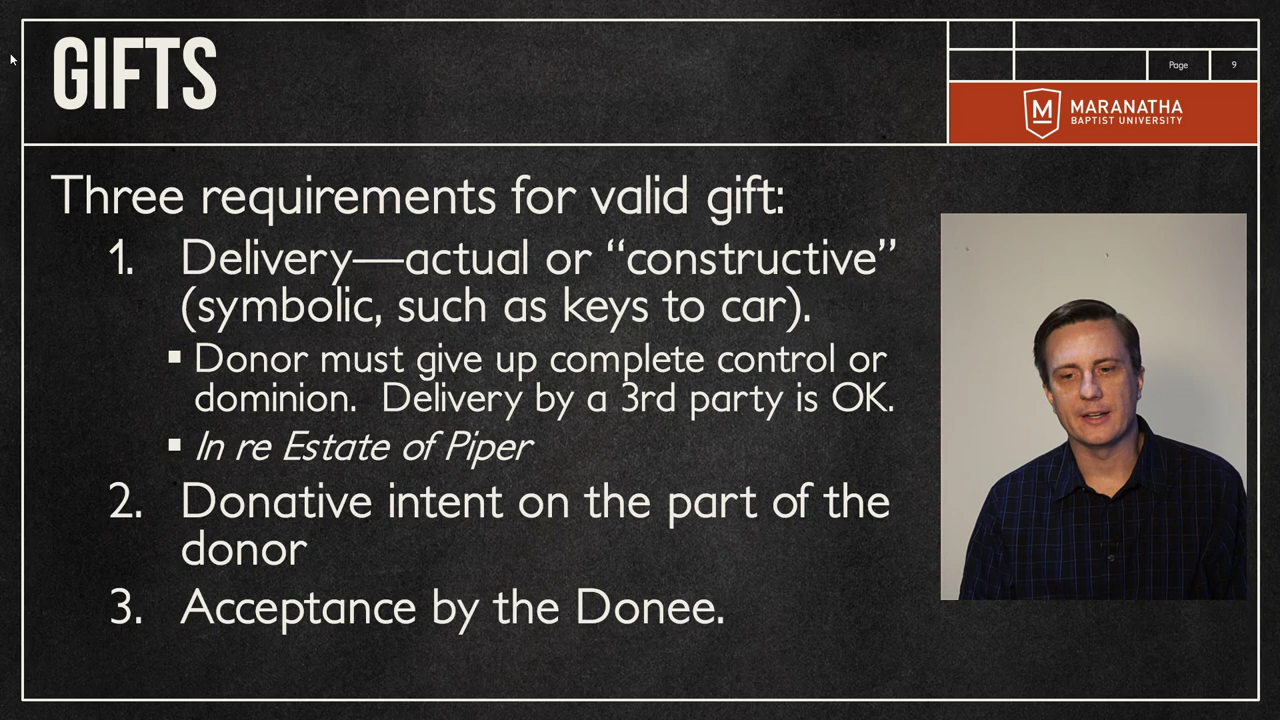 GIFTS
Page 9
MARANATHA
BAPTIST UNIVERSITY
Three requirements for valid gift:
1. Delivery—actual or “constructive”
(symbolic, such as keys to car).
▪ Donor must give up complete control or
dominion.  Delivery by a 3rd party is OK.
▪ In re Estate of Piper
2. Donative intent on the part of the
donor
3. Acceptance by the Donee.